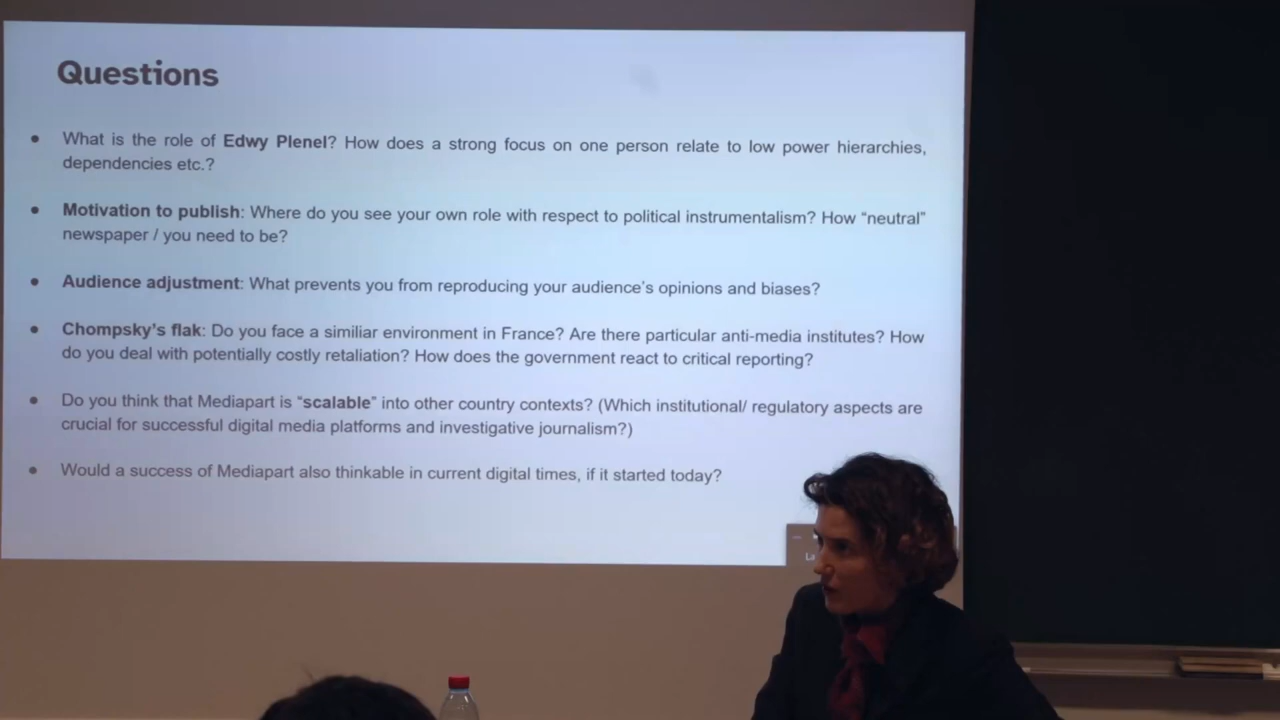 Questions
• What is the role of Edwy Plenel? How does a strong focus on one person relate to low power hierarchies,
dependencies etc.?
• Motivation to publish: Where do you see your own role with respect to political instrumentalism? How “neutral”
newspaper / you need to be?
• Audience adjustment: What prevents you from reproducing your audience’s opinions and biases?
• Chompsky’s flak: Do you face a similiar environment in France? Are there particular anti-media institutes? How
do you deal with potentially costly retaliation? How does the government react to critical reporting?
• Do you think that Mediapart is “scalable” into other country contexts? (Which institutional/ regulatory aspects are
crucial for successful digital media platforms and investigative journalism?)
• Would a success of Mediapart also thinkable in current digital times, if it started today?